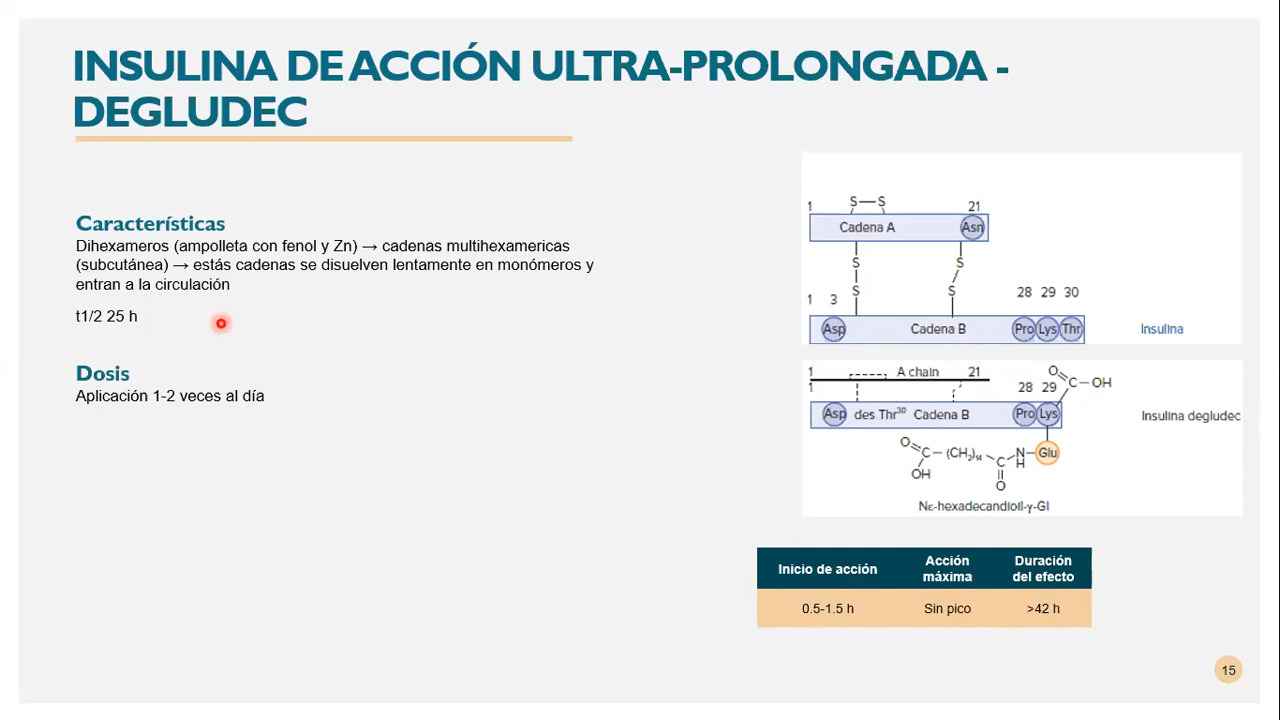 INSULINA DE ACCIÓN ULTRA-PROLONGADA -
DEGLUDEC
Características
Dihexameros (ampolleta con fenol y Zn) → cadenas multihexamericas
(subcutánea) → estás cadenas se disuelven lentamente en monómeros y
entran a la circulación
t1/2 25 h
Dosis
Aplicación 1-2 veces al día
1 S S 21
Cadena A Asn
S S
S S
1 3 28 29 30
Asp Cadena B Pro Lys Thr
Insulina
1 A chain 21
1 28 29
O C-OH
Asp des Thr30 Cadena B Pro Lys
Insulina degludec
O C-(CH2)14 C N Glu
OH O H
Nε-hexadecandioil-γ-Gl
Inicio de acción Acción máxima Duración del efecto
0.5-1.5 h Sin pico >42 h
15